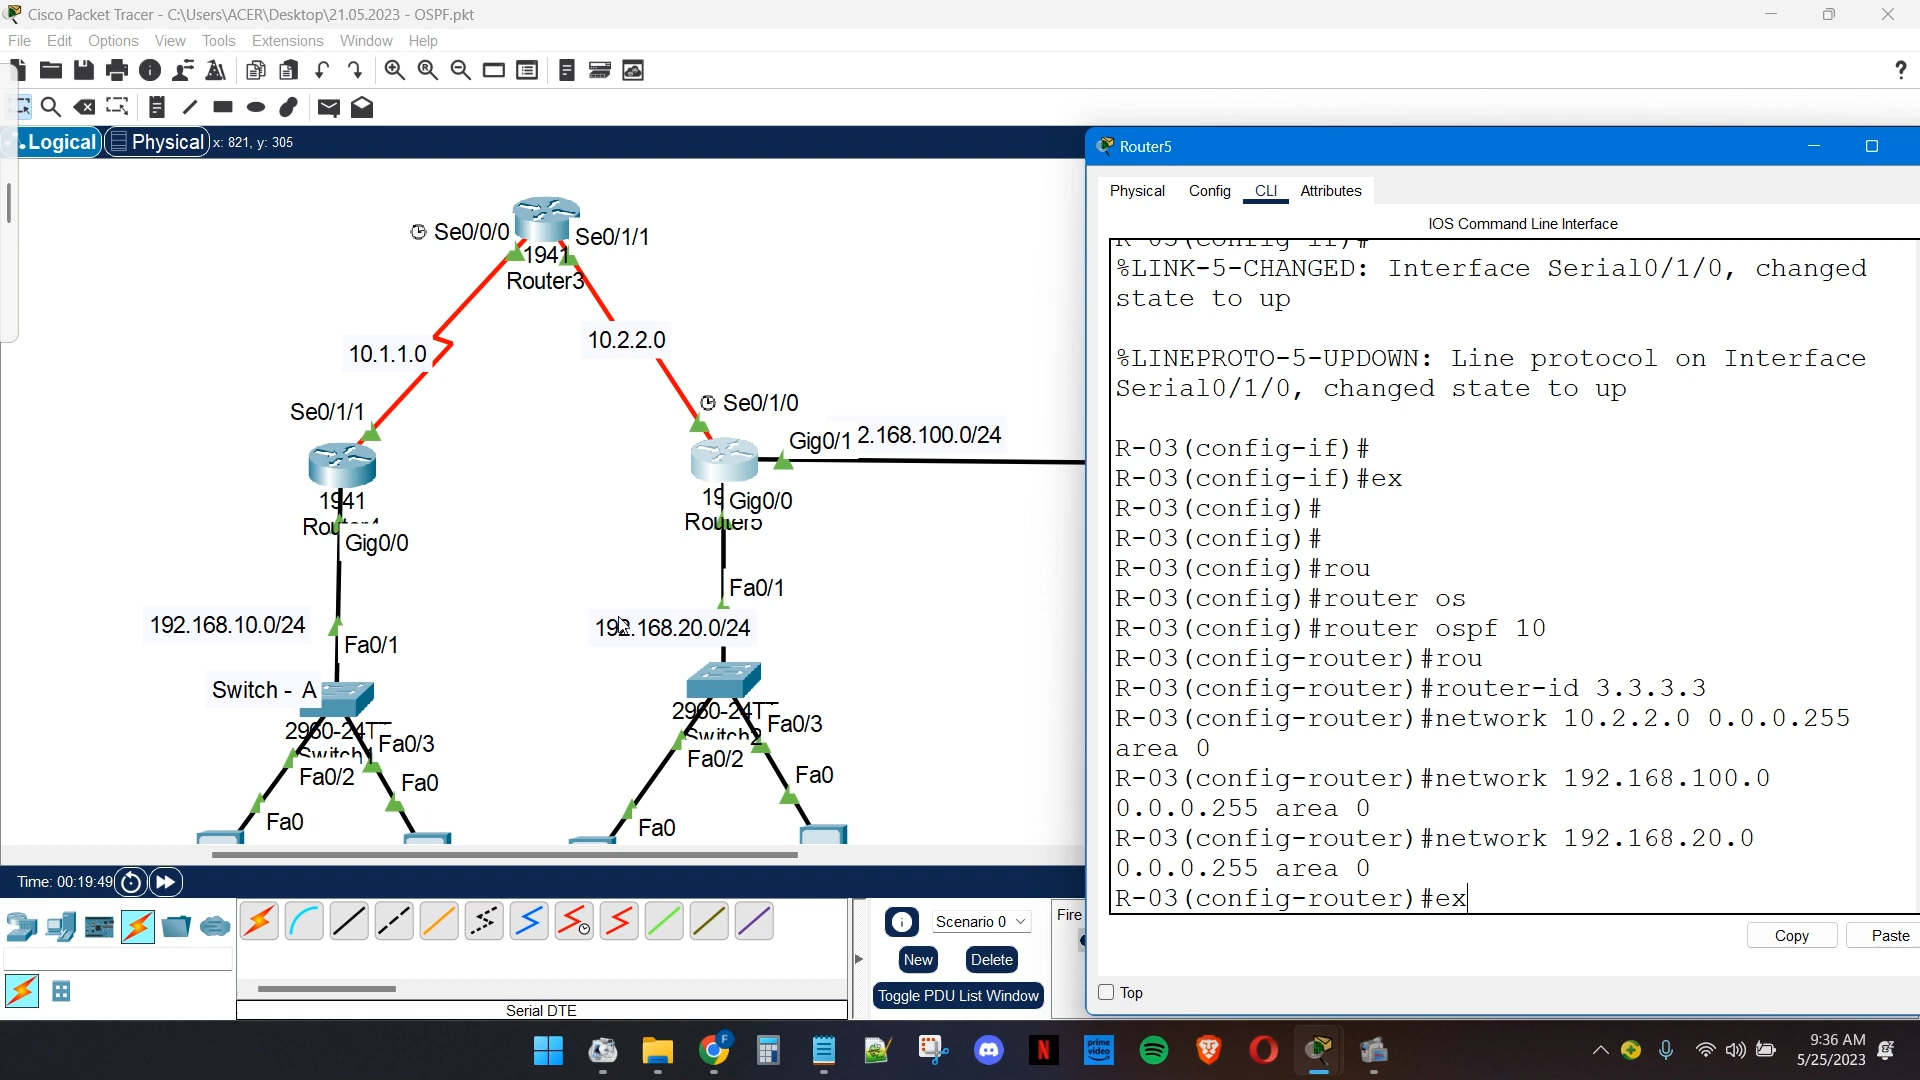 Cisco Packet Tracer - C:\Users\ACER\Desktop\21.05.2023 - OSPF.pkt
File Edit Options View Tools Extensions Window Help
Logical Physical x: 821, y: 305
Se0/0/0
Se0/1/1
1941
Router3
10.1.1.0
10.2.2.0
Se0/1/1
Se0/1/0
Gig0/1
2.168.100.0/24
1941
Gig0/0
Gig0/0
Router5
Fa0/1
192.168.10.0/24
192.168.20.0/24
Fa0/1
Switch - A
2960-24TT
Switch1
Fa0/3
Fa0/2
Fa0
Fa0
2960-24TT
Switch2
Fa0/3
Fa0/2
Fa0
Fa0
Time: 00:19:49
Scenario 0
Fire
New
Delete
Toggle PDU List Window
Serial DTE
Router5
Physical Config CLI Attributes
IOS Command Line Interface
R-03(config-if)#
%LINK-5-CHANGED: Interface Serial0/1/0, changed
state to up
%LINEPROTO-5-UPDOWN: Line protocol on Interface
Serial0/1/0, changed state to up
R-03(config-if)#
R-03(config-if)#ex
R-03(config)#
R-03(config)#
R-03(config)#rou
R-03(config)#router os
R-03(config)#router ospf 10
R-03(config-router)#rou
R-03(config-router)#router-id 3.3.3.3
R-03(config-router)#network 10.2.2.0 0.0.0.255
area 0
R-03(config-router)#network 192.168.100.0
0.0.0.255 area 0
R-03(config-router)#network 192.168.20.0
0.0.0.255 area 0
R-03(config-router)#ex
Copy
Paste
Top
prime video
9:36 AM
5/25/2023